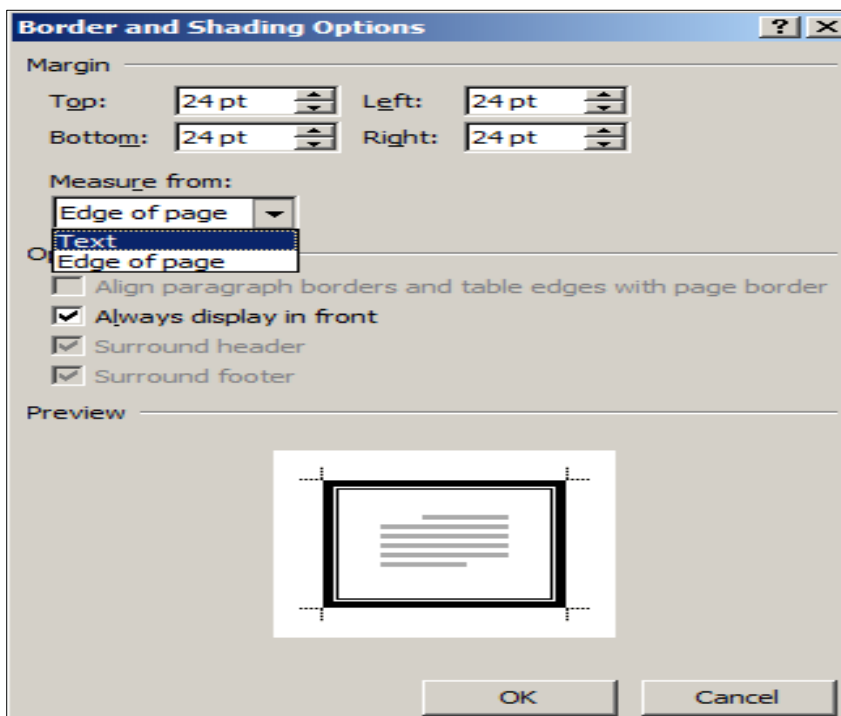 Border and Shading Options
Margin
Top: 24 pt Left: 24 pt
Bottom: 24 pt Right: 24 pt
Measure from:
Edge of page
Text
Edge of page
Align paragraph borders and table edges with page border
Always display in front
Surround header
Surround footer
Preview
OK Cancel